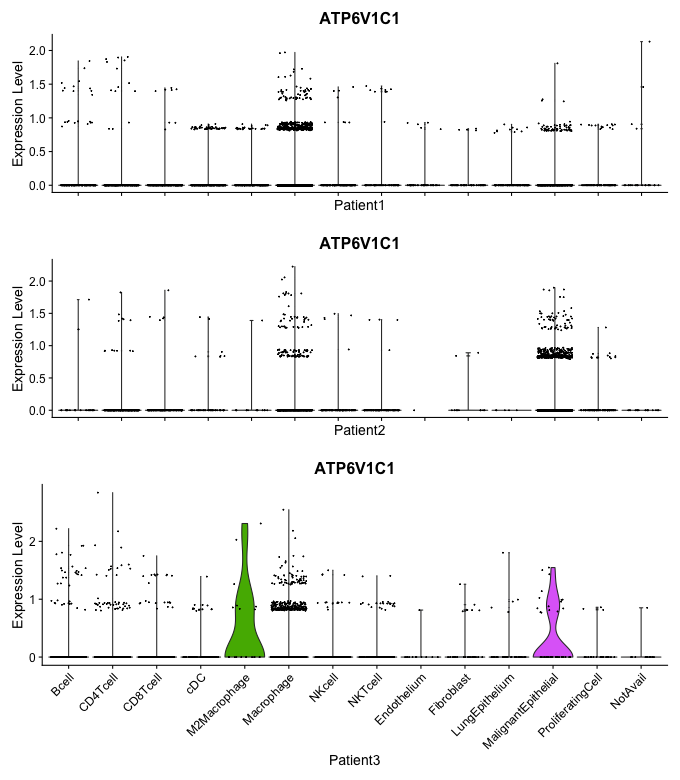 ATP6V1C1
Expression Level
2.0
1.5
1.0
0.5
0.0
Patient1
ATP6V1C1
Expression Level
2.0
1.5
1.0
0.5
0.0
Patient2
ATP6V1C1
Expression Level
2
1
0
Bcell
CD4Tcell
CD8Tcell
cDC
M2Macrophage
Macrophage
NKcell
NKTcell
Endothelium
Fibroblast
LungEpithelium
MalignantEpithelial
ProliferatingCell
NotAvail
Patient3